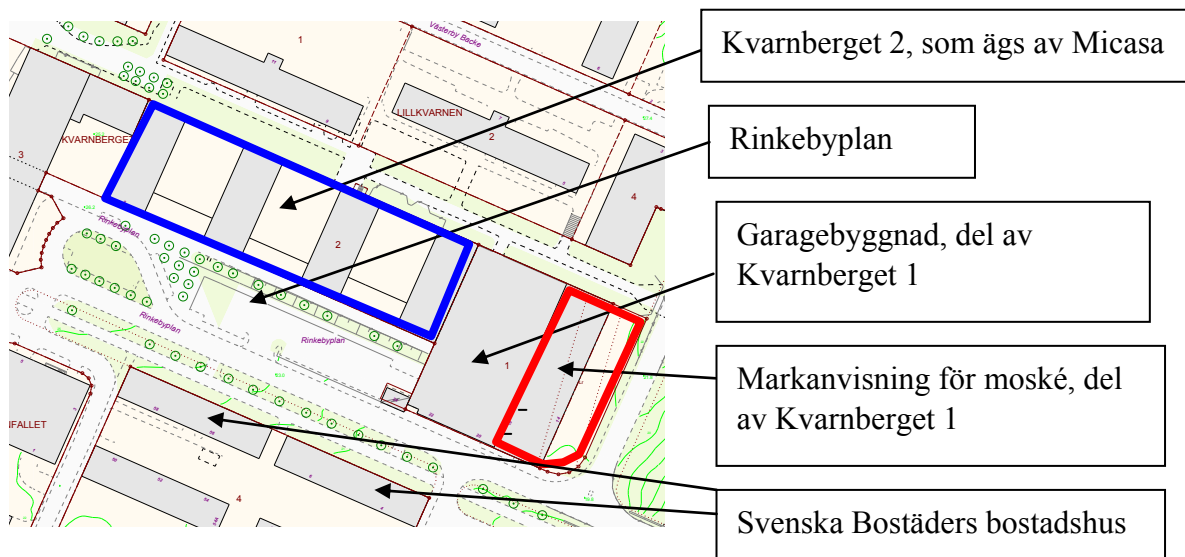 Kvarnberget 2, som ägs av Micasa
Rinkebyplan
Garagebyggnad, del av
Kvarnberget 1
Markanvisning för moské, del
av Kvarnberget 1
Svenska Bostäders bostadshus
Västerby Backe
1
LILLKVARNEN
2
4
KVARNBERGET
3
2
Rinkebyplan
Rinkebyplan
Rinkebyplan
1
NFALLET
4